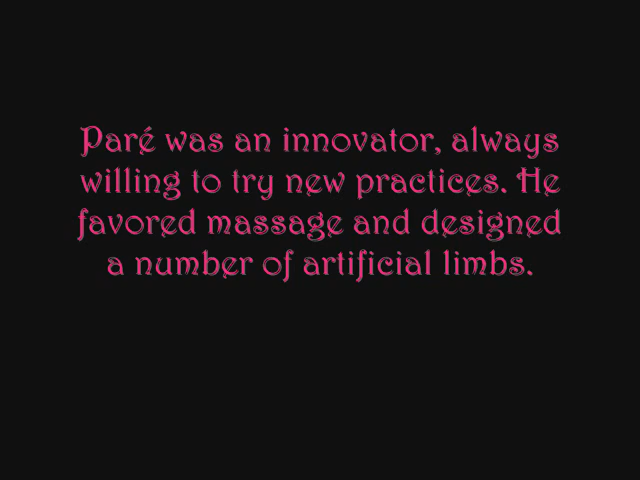 Paré was an innovator, always
willing to try new practices. He
favored massage and designed
a number of artificial limbs.